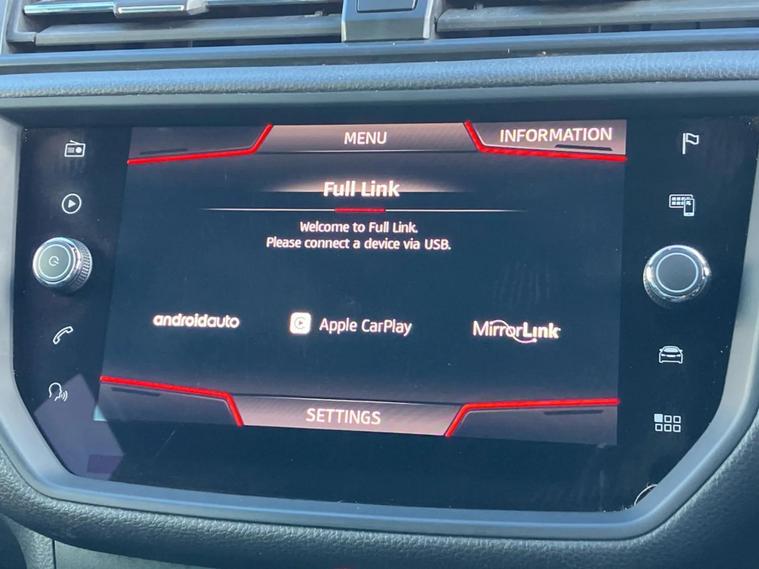 MENU
INFORMATION
Full Link
Welcome to Full Link.
Please connect a device via USB.
androidauto
Apple CarPlay
MirrorLink
SETTINGS